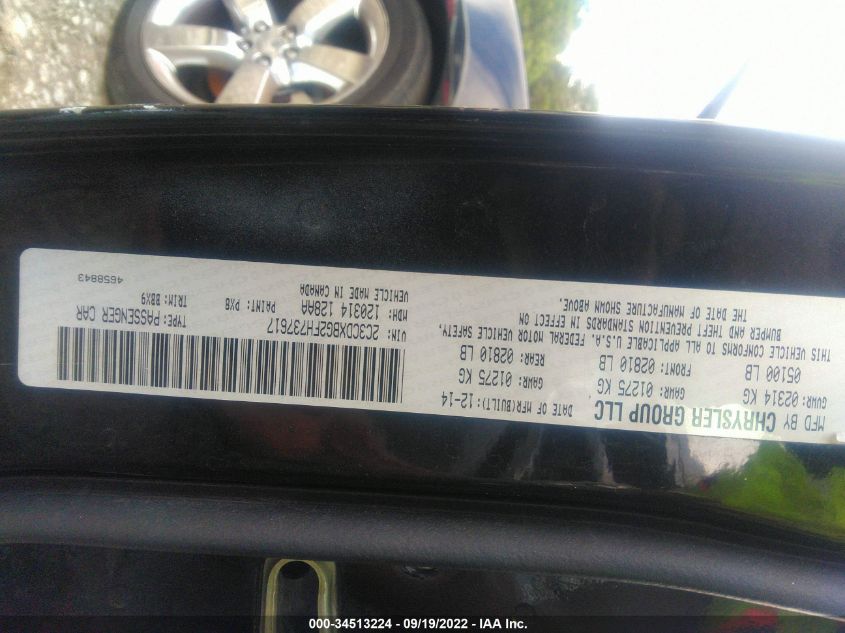 MFD BY CHRYSLER GROUP LLC
DATE OF MFR(BUILT): 12-14
GVWR: 02314 KG
GAWR: 01275 KG
GAWR: 01275 KG
05100 LB
FRONT: 02810 LB
REAR: 02810 LB
THIS VEHICLE CONFORMS TO ALL APPLICABLE U.S.A. FEDERAL MOTOR VEHICLE SAFETY,
BUMPER AND THEFT PREVENTION STANDARDS IN EFFECT ON
THE DATE OF MANUFACTURE SHOWN ABOVE.
VIN: 2C3CDXBG2FH737617
TYPE: PASSENGER CAR
MDH: 120314 128AA
PAINT: PX8
TRIM: BBX9
VEHICLE MADE IN CANADA
4658843
000-34513224 - 09/19/2022 - IAA Inc.